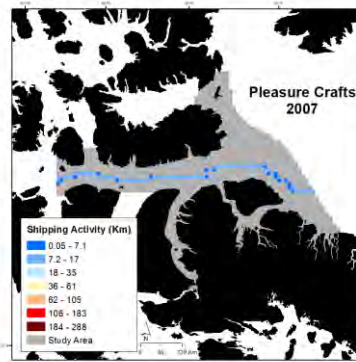 Pleasure Crafts
2007
Shipping Activity (Km)
0.05 - 7.1
7.2 - 17
18 - 35
36 - 61
62 - 105
106 - 183
184 - 288
Study Area
N